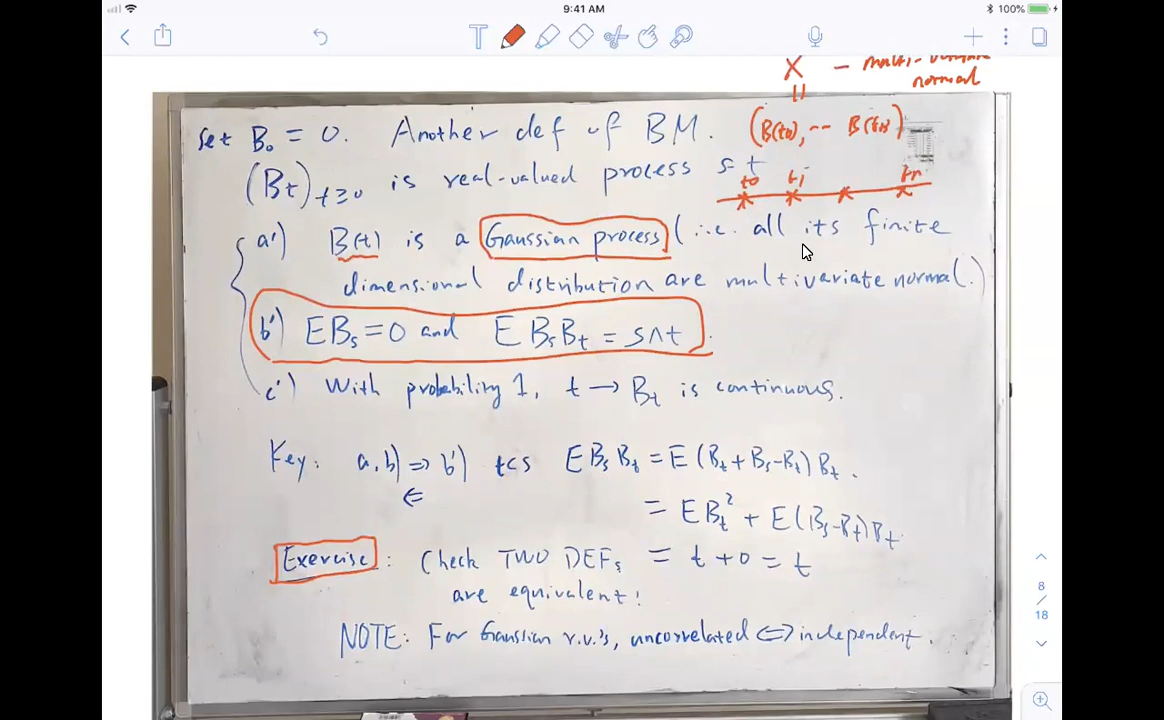 9:41 AM
100%
X — multi-variate
normal
(B(t0), -- B(tn))
Set B₀ = 0. Another def of BM.
(Bt)t≥0 is real-valued process s.t
t0 t1 tn
a') B(t) is a Gaussian process (i.e. all its finite
dimensional distribution are multivariate normal.)
b') EBₛ=0 and E BₛBt = s∧t.
c') With probability 1, t → Bt is continuous.
Key: a,b) ⇒ b') t<s EBₛBt = E(Bt+Bₛ-Bt)Bt.
⇐
= EBt² + E(Bₛ-Bt)Bt.
Exercise: Check TWO DEFs = t+0 = t
are equivalent!
NOTE: For Gaussian r.v.'s, uncorrelated ⇔ independent.
8
/
18